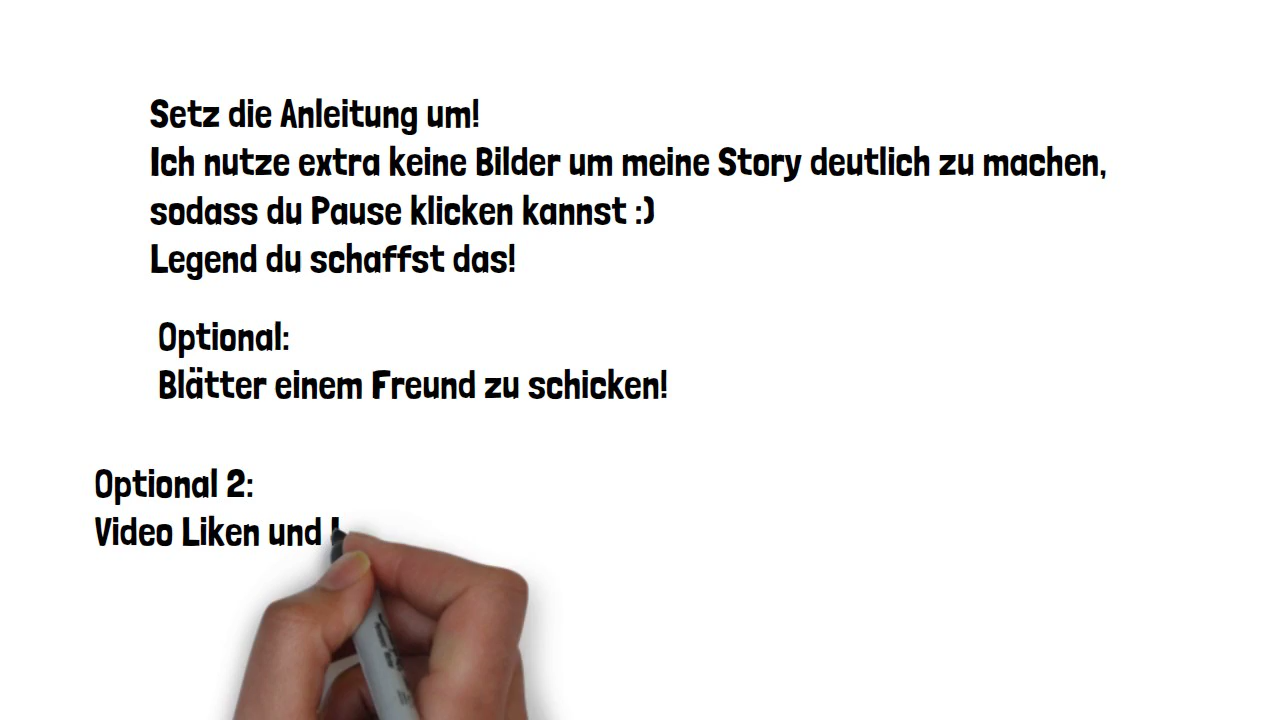 Setz die Anleitung um!
Ich nutze extra keine Bilder um meine Story deutlich zu machen,
sodass du Pause klicken kannst :)
Legend du schaffst das!
Optional:
Blätter einem Freund zu schicken!
Optional 2:
Video Liken und